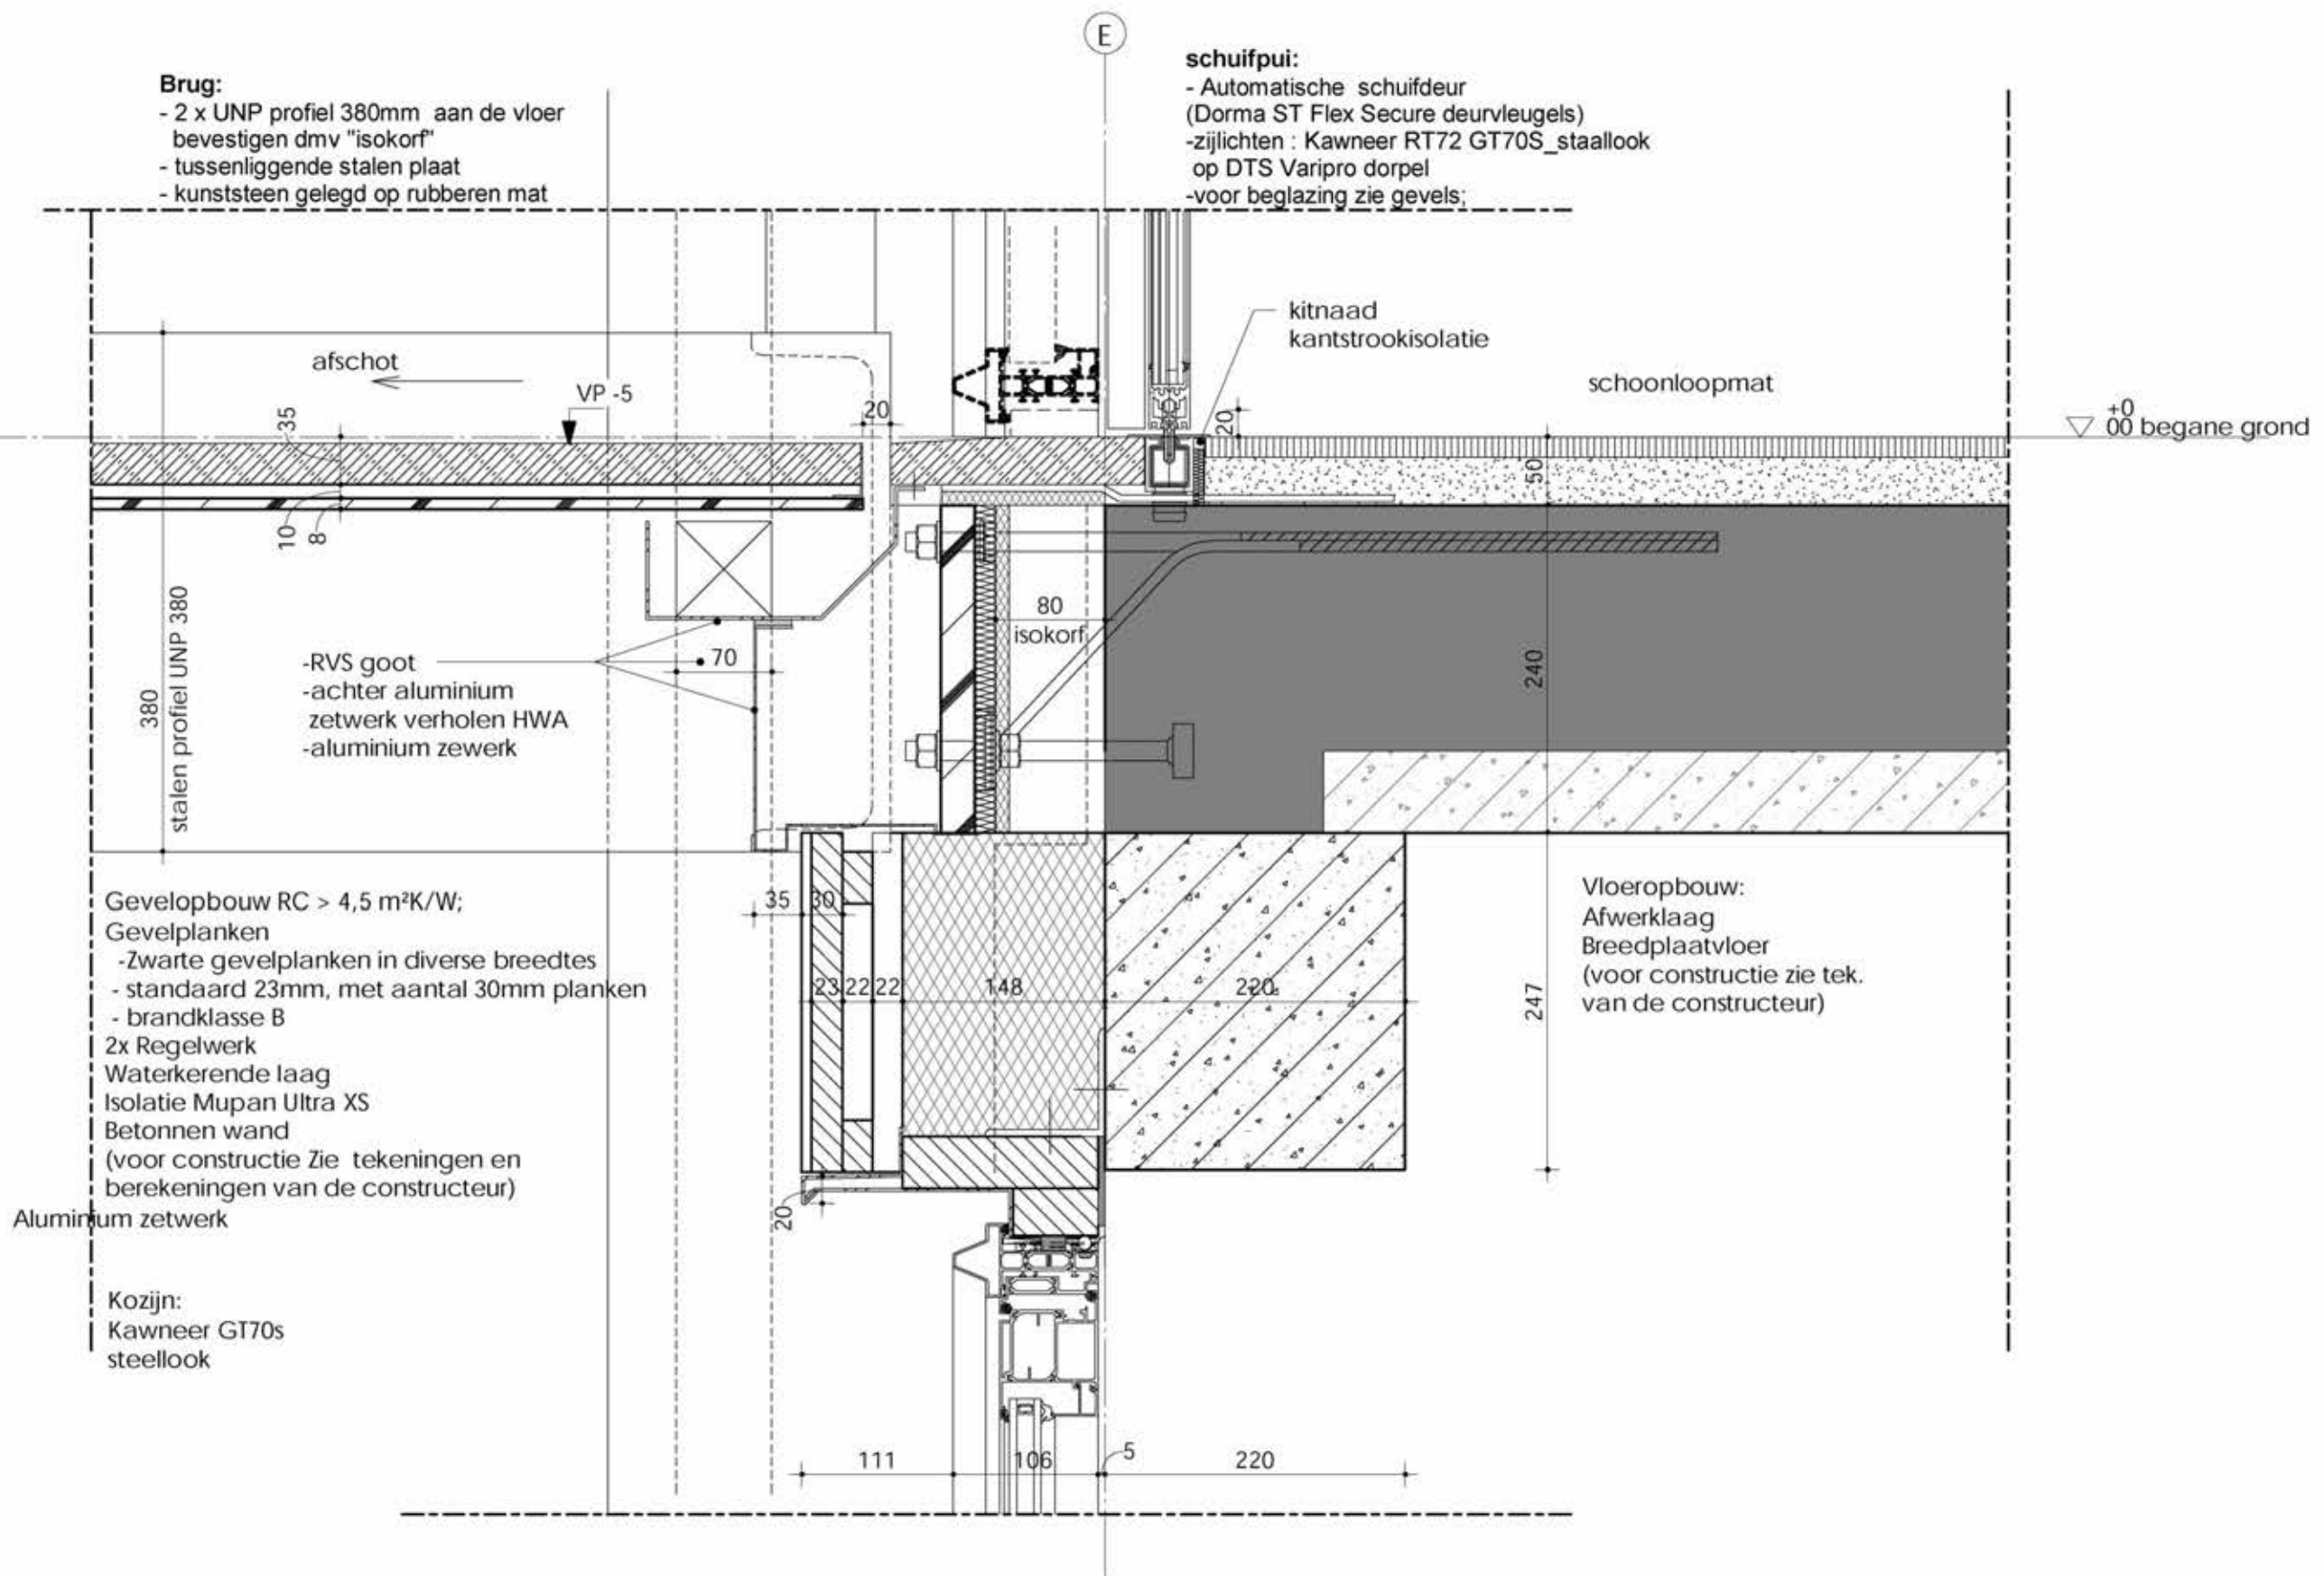 E
Brug:
- 2 x UNP profiel 380mm aan de vloer
bevestigen dmv "isokorf"
- tussenliggende stalen plaat
- kunststeen gelegd op rubberen mat
schuifpui:
- Automatische schuifdeur
(Dorma ST Flex Secure deurvleugels)
-zijlichten : Kawneer RT72 GT70S_staallook
op DTS Varipro dorpel
-voor beglazing zie gevels;
kitnaad
kantstrookisolatie
afschot
VP -5
schoonloopmat
35
20
20
+0
00 begane grond
50
10
8
80
isokorf
380
stalen profiel UNP 380
-RVS goot
-achter aluminium
zetwerk verholen HWA
-aluminium zewerk
70
240
Gevelopbouw RC > 4,5 m²K/W;
Gevelplanken
-Zwarte gevelplanken in diverse breedtes
- standaard 23mm, met aantal 30mm planken
- brandklasse B
2x Regelwerk
Waterkerende laag
Isolatie Mupan Ultra XS
Betonnen wand
(voor constructie Zie tekeningen en
berekeningen van de constructeur)
Aluminium zetwerk
35
30
23
22
22
148
220
247
Vloeropbouw:
Afwerklaag
Breedplaatvloer
(voor constructie zie tek.
van de constructeur)
20
Kozijn:
Kawneer GT70s
steellook
111
106
5
220